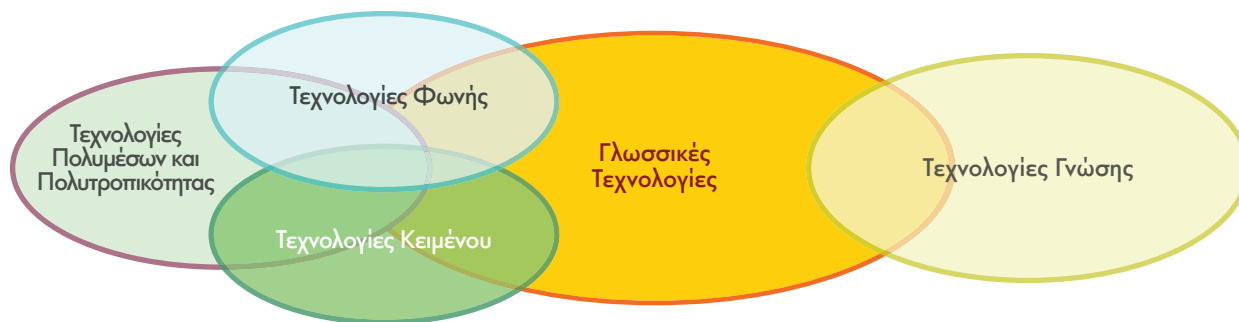 Τεχνολογίες Φωνής
Τεχνολογίες
Πολυμέσων και
Πολυτροπικότητας
Γλωσσικές
Τεχνολογίες
Τεχνολογίες Γνώσης
Τεχνολογίες Κειμένου